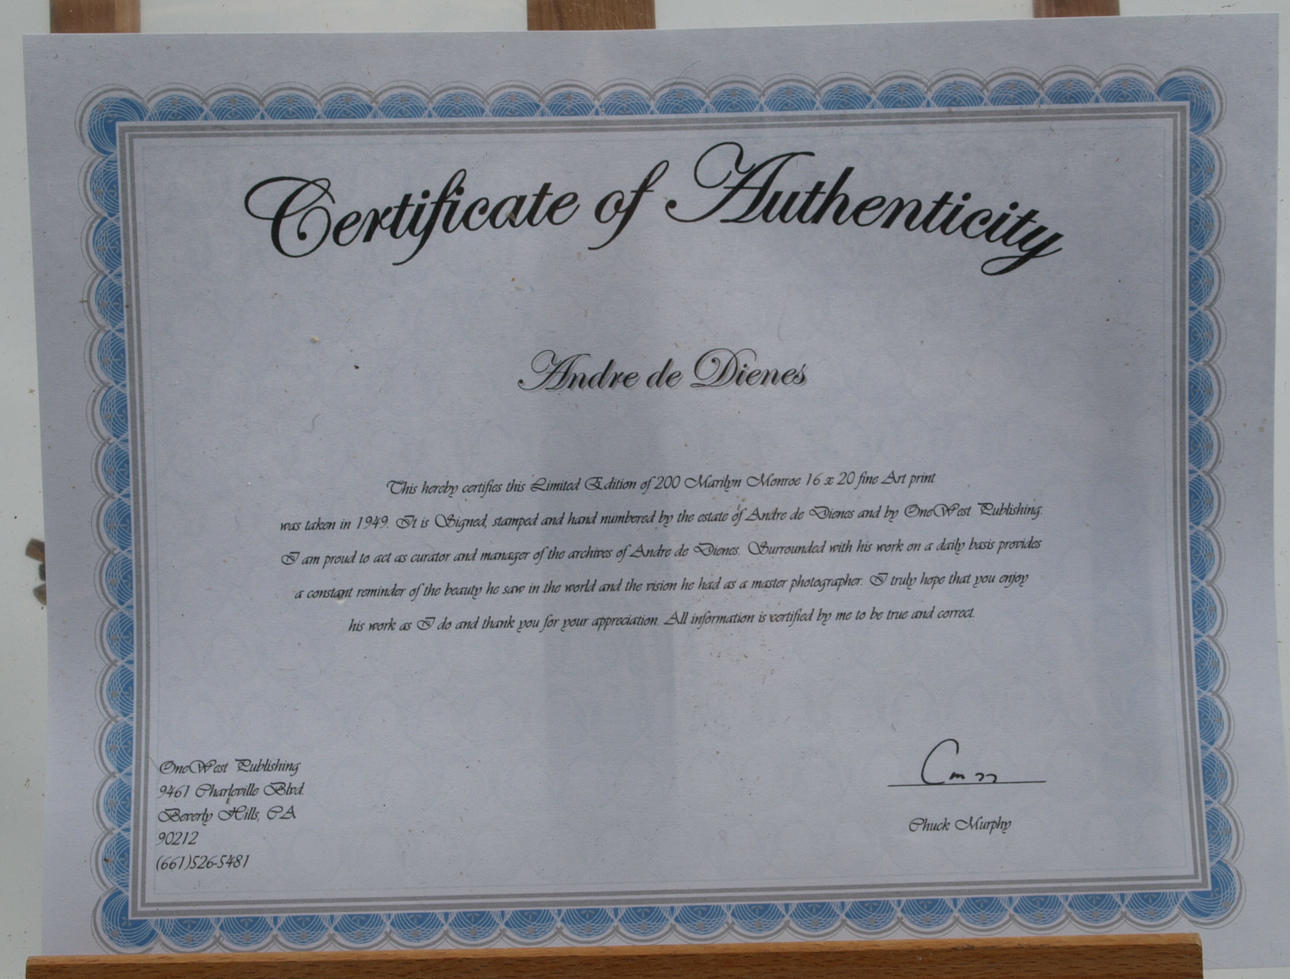 Certificate of Authenticity
Andre de Dienes
This hereby certifies this Limited Edition of 200 Marilyn Monroe 16 x 20 fine Art print
was taken in 1949. It is Signed, stamped and hand numbered by the estate of Andre de Dienes and by OneWest Publishing.
I am proud to act as curator and manager of the archives of Andre de Dienes. Surrounded with his work on a daily basis provides
a constant reminder of the beauty he saw in the world and the vision he had as a master photographer. I truly hope that you enjoy
his work as I do and thank you for your appreciation. All information is vertified by me to be true and correct.
OneWest Publishing
9461 Charleville Blvd.
Beverly Hills, CA
90212
(661)526-5481
Chuck Murphy